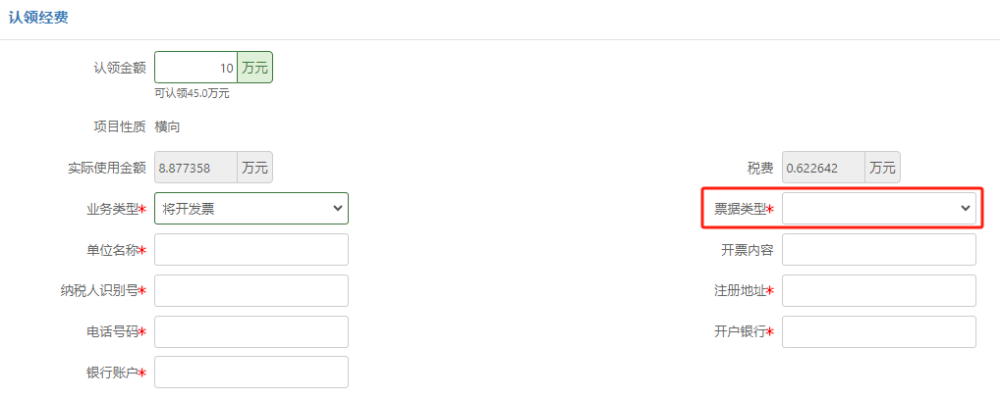 认领经费
认领金额 10 万元
可认领45.0万元
项目性质 横向
实际使用金额 8.877358 万元 税费 0.622642 万元
业务类型* 将开发票 票据类型*
单位名称* 开票内容
纳税人识别号* 注册地址*
电话号码* 开户银行*
银行账户*